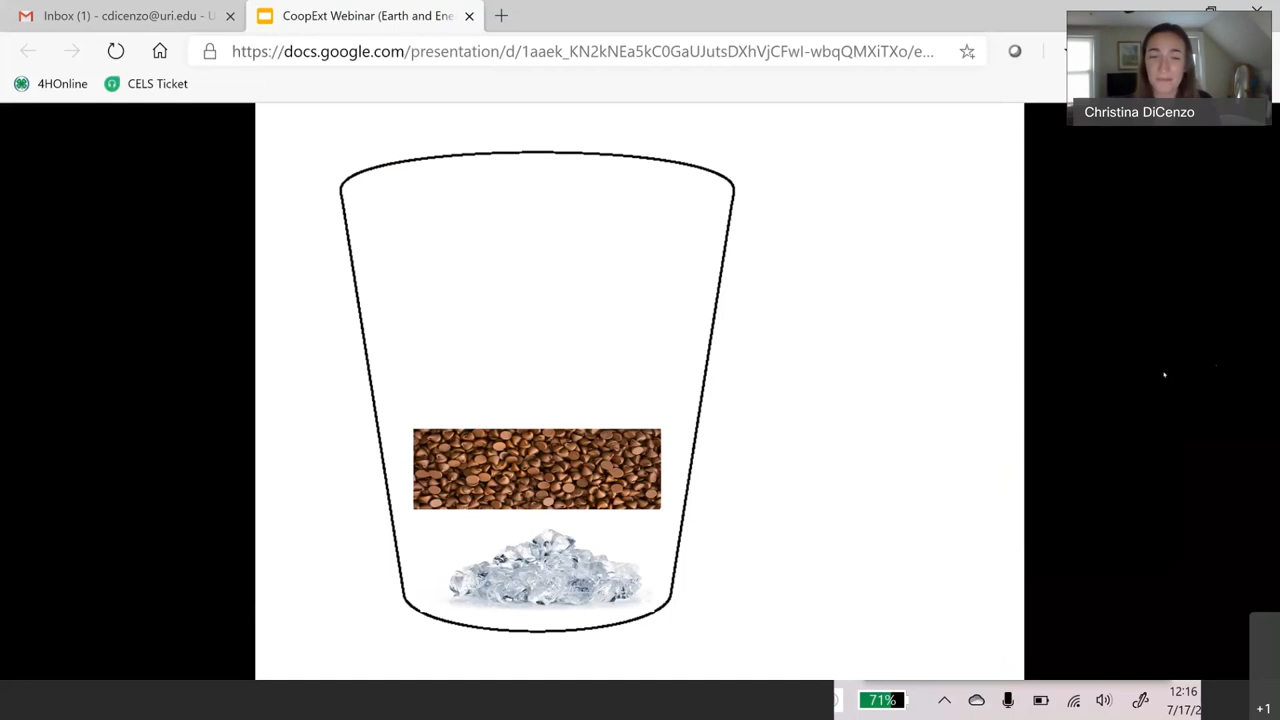 Inbox (1) - cdicenzo@uri.edu - U
CoopExt Webinar (Earth and Ene
https://docs.google.com/presentation/d/1aaek_KN2kNEa5kC0GaUJutsDXhVjCFwI-wbqQMXiTXo/e...
4HOnline
CELS Ticket
Christina DiCenzo
71%
12:16
7/17/2
+1